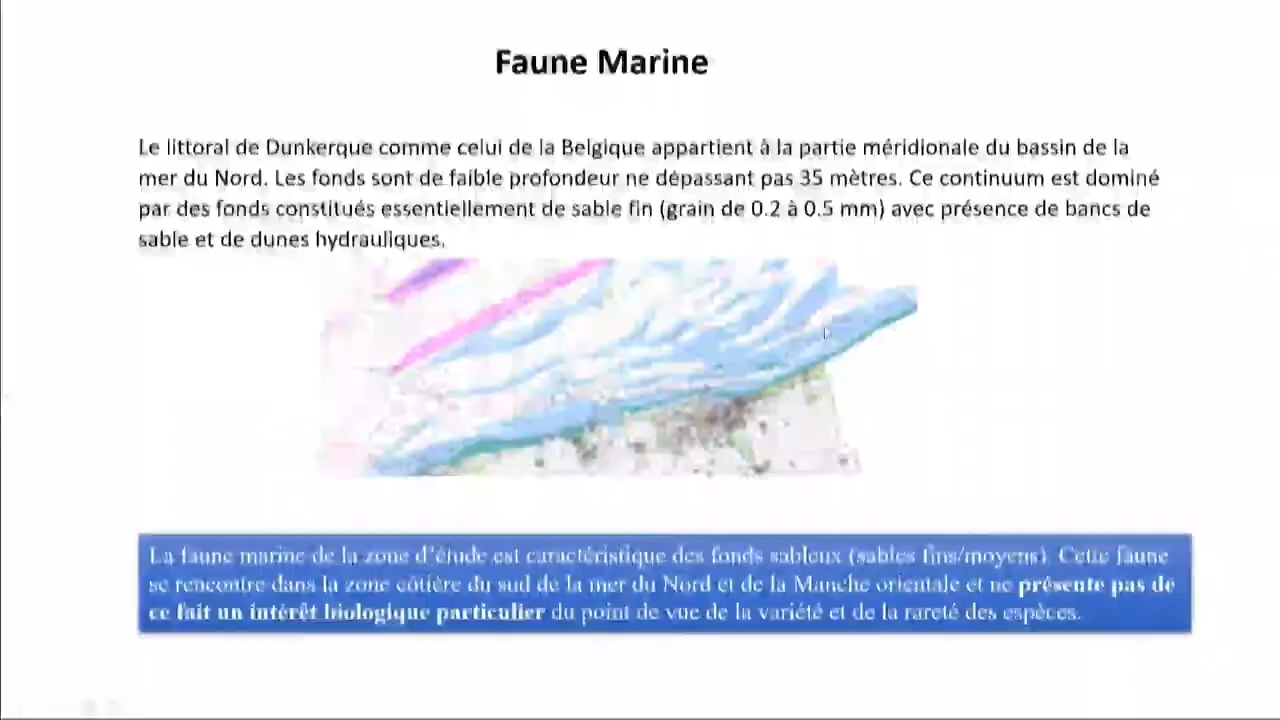 Faune Marine
Le littoral de Dunkerque comme celui de la Belgique appartient à la partie méridionale du bassin de la
mer du Nord. Les fonds sont de faible profondeur ne dépassant pas 35 mètres. Ce continuum est dominé
par des fonds constitués essentiellement de sable fin (grain de 0.2 à 0.5 mm) avec présence de bancs de
sable et de dunes hydrauliques.
La faune marine de la zone d'étude est caractéristique des fonds sableux (sables fins/moyens). Cette faune
se rencontre dans la zone côtière du sud de la mer du Nord et de la Manche orientale et ne présente pas de
ce fait un intérêt biologique particulier du point de vue de la variété et de la rareté des espèces.